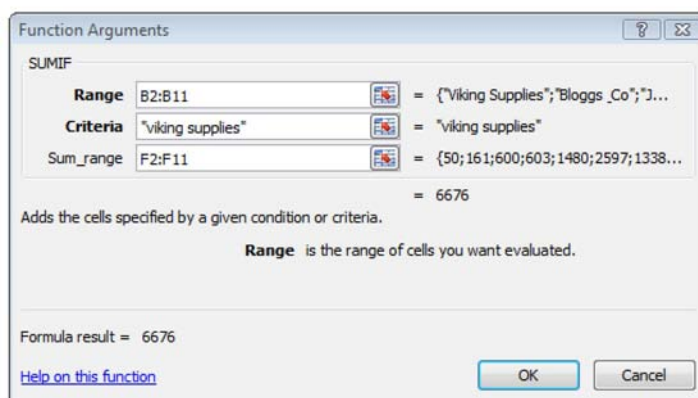 Function Arguments
SUMIF
Range B2:B11 = {"Viking Supplies";"Bloggs _Co";"J...
Criteria "viking supplies" = "viking supplies"
Sum_range F2:F11 = {50;161;600;603;1480;2597;1338...
= 6676
Adds the cells specified by a given condition or criteria.
Range is the range of cells you want evaluated.
Formula result = 6676
Help on this function OK Cancel